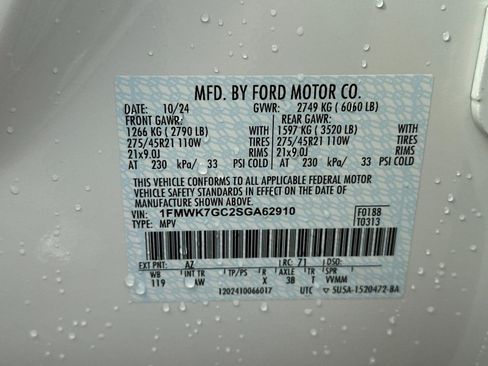 MFD. BY FORD MOTOR CO.
DATE: 10/24 GVWR: 2749 KG (6060 LB)
FRONT GAWR: REAR GAWR:
1266 KG (2790 LB) WITH 1597 KG (3520 LB) WITH
275/45R21 110W TIRES 275/45R21 110W TIRES
21x9.0J RIMS 21x9.0J RIMS
AT 230 kPa/ 33 PSI COLD AT 230 kPa/ 33 PSI COLD
THIS VEHICLE CONFORMS TO ALL APPLICABLE FEDERAL MOTOR
VEHICLE SAFETY STANDARDS IN EFFECT ON THE DATE OF
MANUFACTURE SHOWN ABOVE.
VIN: 1FMWK7GC2SGA62910 F0188
TYPE: MPV T0313
EXT PNT: AZ RC: 71 DSO:
WB INT TR TP/PS R AXLE T SPR
119 AW X 3B T VVMM
1202410066017 UTC 5USA-1520472-BA